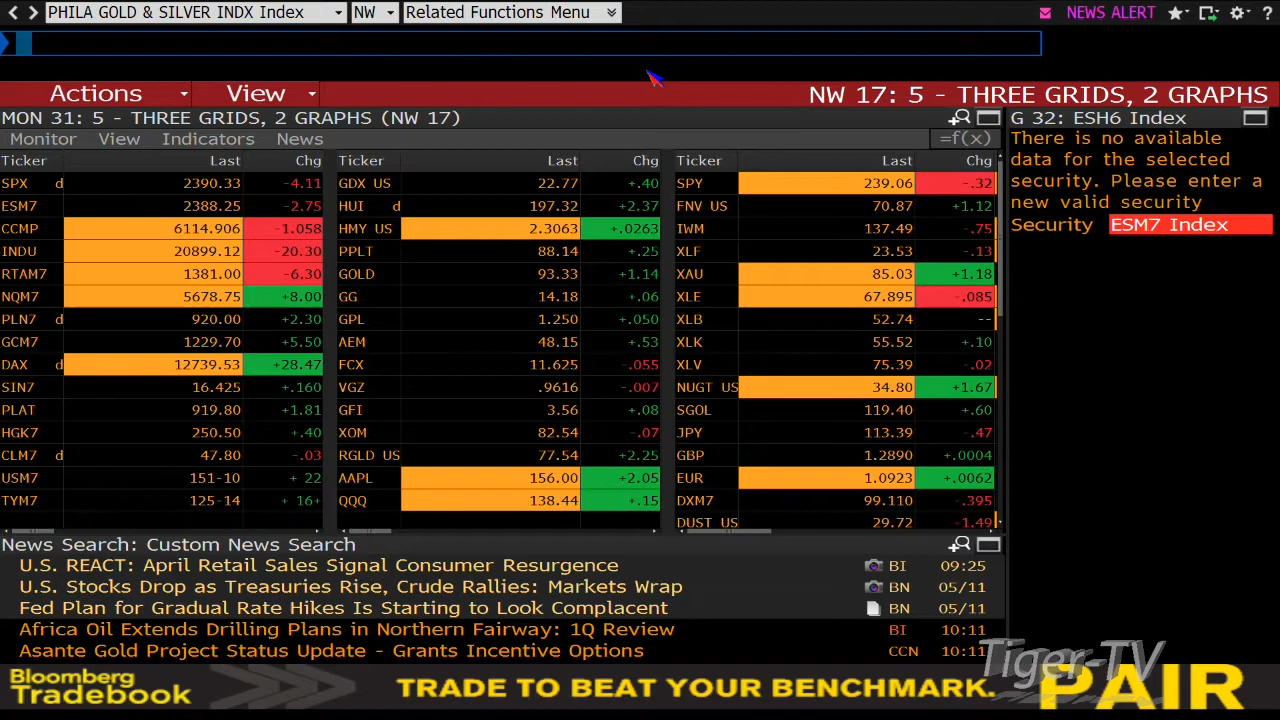 PHILA GOLD & SILVER INDX Index NW Related Functions Menu NEWS ALERT ?
Actions View NW 17: 5 - THREE GRIDS, 2 GRAPHS
MON 31: 5 - THREE GRIDS, 2 GRAPHS (NW 17) G 32: ESH6 Index
Monitor View Indicators News =f(x)
There is no available
data for the selected
security. Please enter a
new valid security
Security ESM7 Index
Ticker Last Chg Ticker Last Chg Ticker Last Chg
SPX d 2390.33 -4.11 GDX US 22.77 +.40 SPY 239.06 -.32
ESM7 2388.25 -2.75 HUI d 197.32 +2.37 FNV US 70.87 +1.12
CCMP 6114.906 -1.058 HMY US 2.3063 +.0263 IWM 137.49 -.75
INDU 20899.12 -20.30 PPLT 88.14 +.25 XLF 23.53 -.13
RTAM7 1381.00 -6.30 GOLD 93.33 +1.14 XAU 85.03 +1.18
NQM7 5678.75 +8.00 GG 14.18 +.06 XLE 67.895 -.085
PLN7 d 920.00 +2.30 GPL 1.250 +.050 XLB 52.74 --
GCM7 1229.70 +5.50 AEM 48.15 +.53 XLK 55.52 +.10
DAX d 12739.53 +28.47 FCX 11.625 -.055 XLV 75.39 -.02
SIN7 16.425 +.160 VGZ .9616 -.007 NUGT US 34.80 +1.67
PLAT 919.80 +1.81 GFI 3.56 +.08 SGOL 119.40 +.60
HGK7 250.50 +.40 XOM 82.54 -.07 JPY 113.39 -.47
CLM7 d 47.80 -.03 RGLD US 77.54 +2.25 GBP 1.2890 +.0004
USM7 151-10 + 22 AAPL 156.00 +2.05 EUR 1.0923 +.0062
TYM7 125-14 + 16+ QQQ 138.44 +.15 DXM7 99.110 -.395
DUST US 29.72 -1.49
News Search: Custom News Search
U.S. REACT: April Retail Sales Signal Consumer Resurgence BI 09:25
U.S. Stocks Drop as Treasuries Rise, Crude Rallies: Markets Wrap BN 05/11
Fed Plan for Gradual Rate Hikes Is Starting to Look Complacent BN 05/11
Africa Oil Extends Drilling Plans in Northern Fairway: 1Q Review BI 10:11
Asante Gold Project Status Update - Grants Incentive Options CCN 10:11
Tiger-TV
Bloomberg
Tradebook
TRADE TO BEAT YOUR BENCHMARK. PAIR